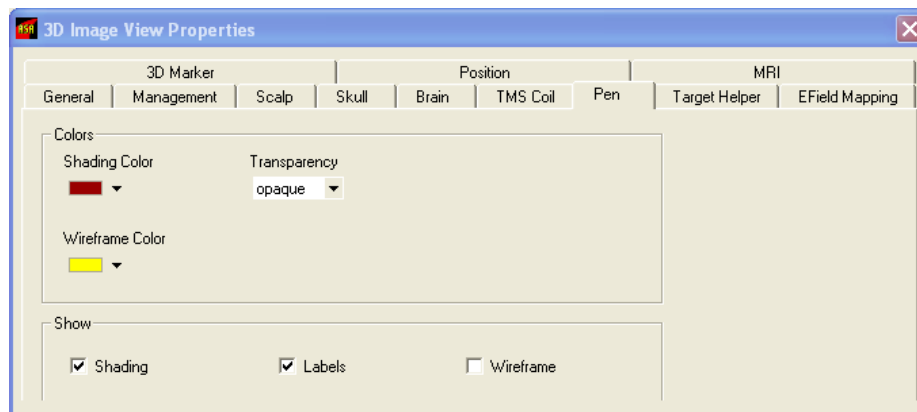 ASA 3D Image View Properties
3D Marker Position MRI
General Management Scalp Skull Brain TMS Coil Pen Target Helper EField Mapping
Colors
Shading Color Transparency
opaque
Wireframe Color
Show
Shading Labels Wireframe